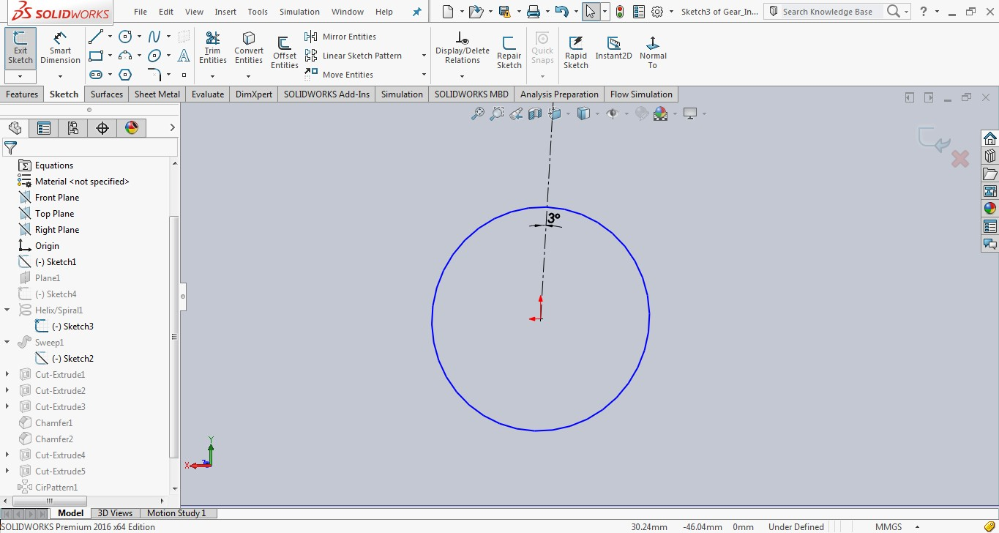 SOLIDWORKS File Edit View Insert Tools Simulation Window Help Sketch3 of Gear_In... Search Knowledge Base ?
Exit Sketch
Smart Dimension
Trim Entities
Convert Entities
Offset Entities
Mirror Entities
Linear Sketch Pattern
Move Entities
Display/Delete Relations
Repair Sketch
Quick Snaps
Rapid Sketch
Instant2D
Normal To
Features Sketch Surfaces Sheet Metal Evaluate DimXpert SOLIDWORKS Add-Ins Simulation SOLIDWORKS MBD Analysis Preparation Flow Simulation
Equations
Material <not specified>
Front Plane
Top Plane
Right Plane
Origin
(-) Sketch1
Plane1
(-) Sketch4
Helix/Spiral1
(-) Sketch3
Sweep1
(-) Sketch2
Cut-Extrude1
Cut-Extrude2
Cut-Extrude3
Chamfer1
Chamfer2
Cut-Extrude4
Cut-Extrude5
CirPattern1
3°
Y
X
Z
Model 3D Views Motion Study 1
SOLIDWORKS Premium 2016 x64 Edition 30.24mm -46.04mm 0mm Under Defined MMGS